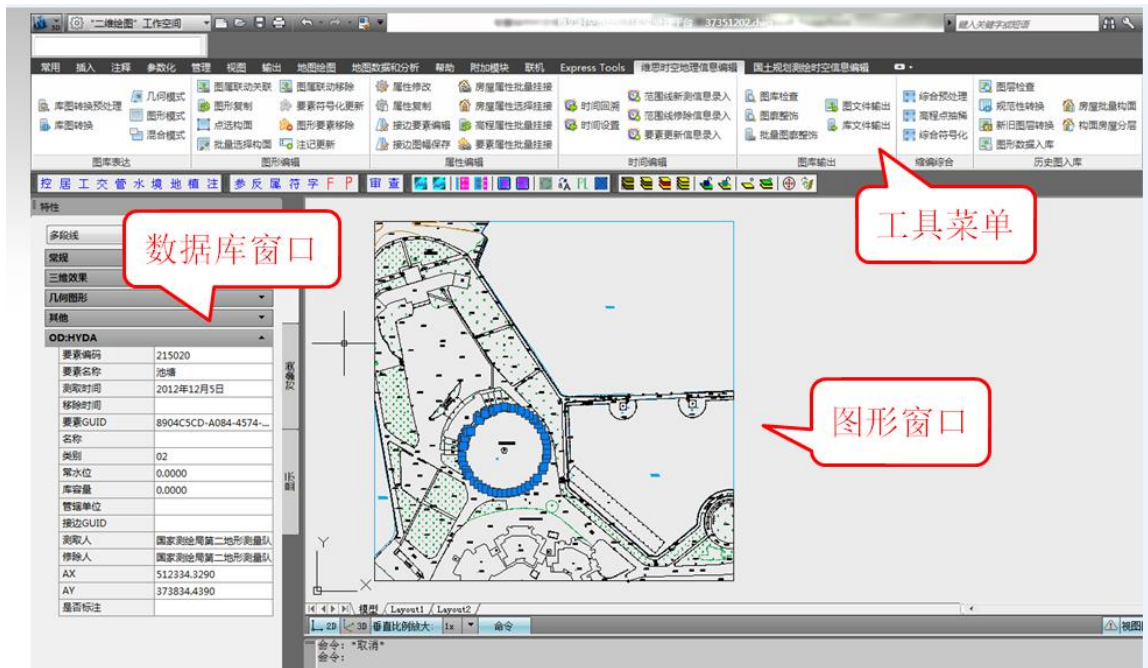 "二维绘图" 工作空间
37351202.dwg
键入关键字或短语
常用 插入 注释 参数化 管理 视图 输出 地图绘图 地图数据和分析 帮助 附加模块 联机 Express Tools 维思时空地理信息编辑 国土规划测绘时空信息编辑
库图转换预处理
库图转换
几何模式
图形模式
混合模式
图库表达
图属联动关联 图属联动移除
图形复制 要素符号化更新
点选构面 图形要素移除
批量选择构面 注记更新
图形编辑
属性修改 房屋属性批量挂接
属性复制 房屋属性选择挂接
接边要素编辑 高程属性批量挂接
接边图幅保存 要素属性批量挂接
属性编辑
时间回溯
时间设置
范围线新测信息录入
范围线修除信息录入
要素更新信息录入
时间编辑
图库检查
图廓整饰
批量图廓整饰
图文件输出
库文件输出
图库输出
综合预处理
高程点抽稀
综合符号化
缩编综合
图层检查
规范性转换 房屋批量构面
新旧图层转换 构面房屋分层
图形数据入库
历史图入库
控 居 工 交 管 水 境 地 植 注 参 反 属 符 字 F P 审 查
特性
多段线
常规
三维效果
几何图形
其他
OD:HYDA
要素编码 215020
要素名称 池塘
测取时间 2012年12月5日
移除时间
要素GUID 8904C5CD-A084-4574-...
名称
类别 02
常水位 0.0000
库容量 0.0000
管辖单位
接边GUID
测取人 国家测绘局第二地形测量队
修除人 国家测绘局第二地形测量队
AX 512334.3290
AY 373834.4390
是否标注
数据库窗口
工具菜单
图形窗口
Y
X
模型 Layout1 Layout2
2D 3D 垂直比例放大: 1x 命令
视图
命令: *取消*
命令: